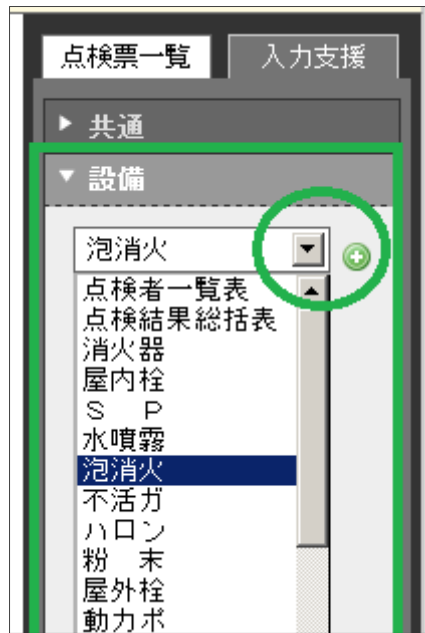 点検票一覧 入力支援
共通
設備
泡消火
点検者一覧表
点検結果総括表
消火器
屋内栓
S P
水噴霧
泡消火
不活ガ
ハロン
粉 末
屋外栓
動力ポ